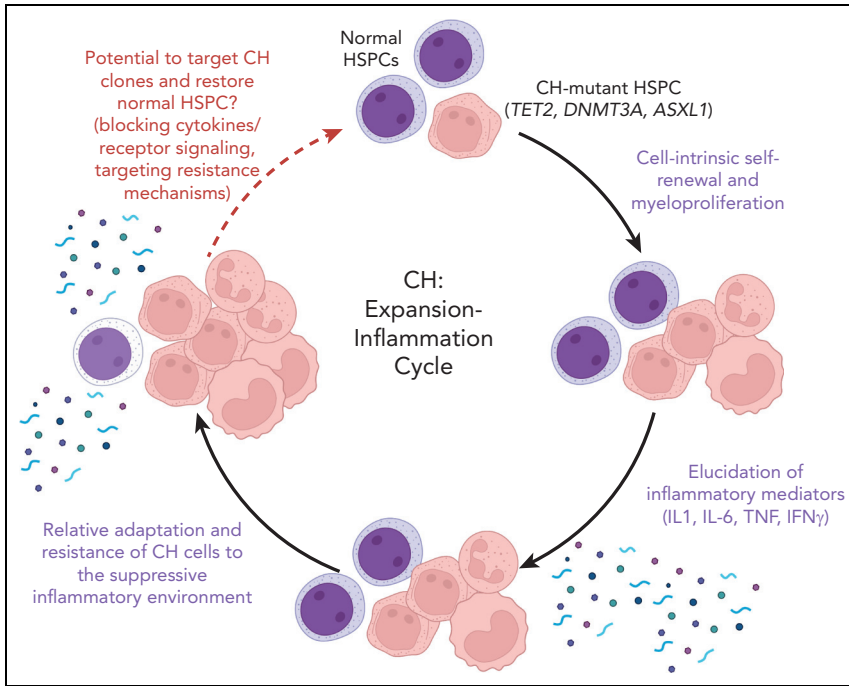 Normal
HSPCs
CH-mutant HSPC
(TET2, DNMT3A, ASXL1)
Cell-intrinsic self-
renewal and
myeloproliferation
Elucidation of
inflammatory mediators
(IL1, IL-6, TNF, IFNγ)
Relative adaptation and
resistance of CH cells to
the suppressive
inflammatory environment
Potential to target CH
clones and restore
normal HSPC?
(blocking cytokines/
receptor signaling,
targeting resistance
mechanisms)
CH:
Expansion-
Inflammation
Cycle